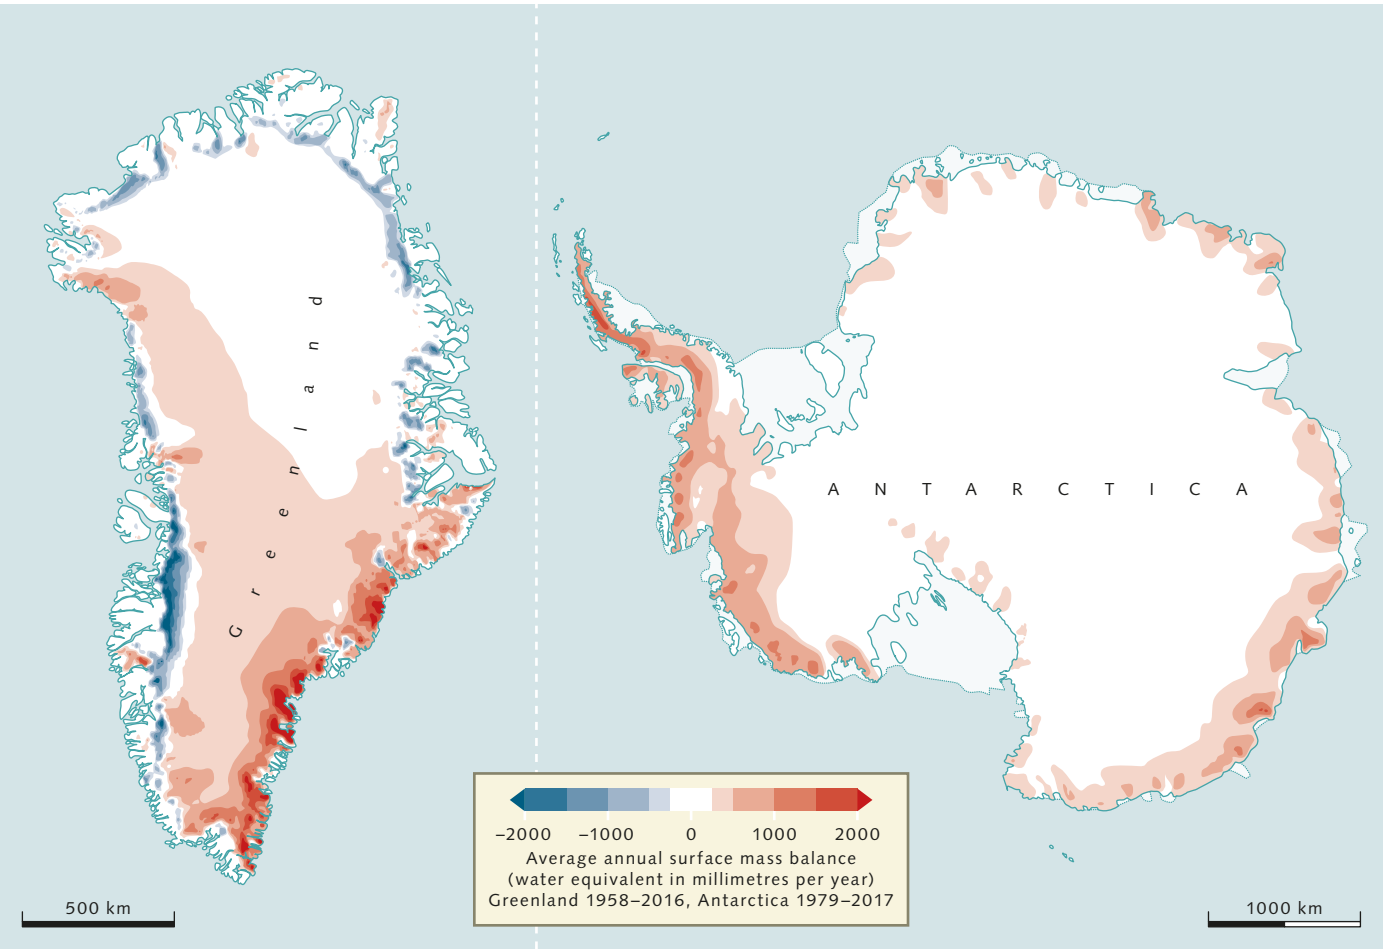 Greenland
ANTARCTICA
−2000 −1000 0 1000 2000
Average annual surface mass balance
(water equivalent in millimetres per year)
Greenland 1958–2016, Antarctica 1979–2017
500 km
1000 km